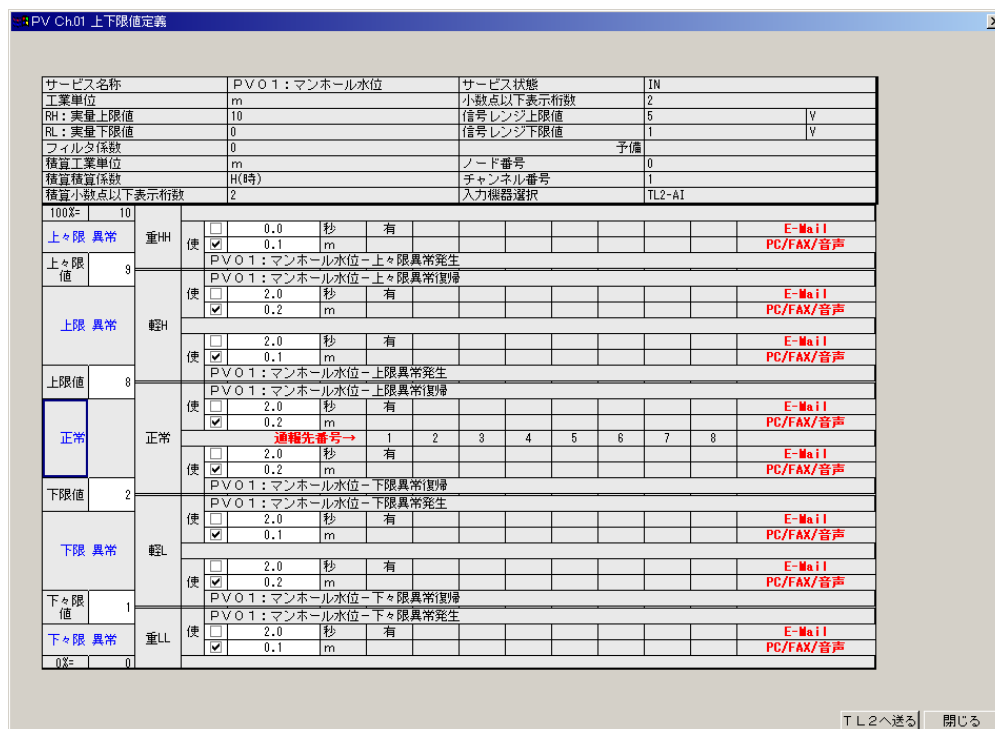 PV Ch.01 上下限値定義
サービス名称 PV01：マンホール水位 サービス状態 IN
工業単位 m 小数点以下表示桁数 2
RH：実量上限値 10 信号レンジ上限値 5 V
RL：実量下限値 0 信号レンジ下限値 1 V
フィルタ係数 0 予備
積算工業単位 m ノード番号 0
積算積算係数 H(時) チャンネル番号 1
積算小数点以下表示桁数 2 入力機器選択 TL2-AI
100%= 10
上々限 異常 重HH 使 0.0 秒 有 E-Mail
0.1 m PC/FAX/音声
上々限値 9 PV01：マンホール水位－上々限異常発生
PV01：マンホール水位－上々限異常復帰
使 2.0 秒 有 E-Mail
0.2 m PC/FAX/音声
上限 異常 軽H
使 2.0 秒 有 E-Mail
0.1 m PC/FAX/音声
上限値 8 PV01：マンホール水位－上限異常発生
PV01：マンホール水位－上限異常復帰
使 2.0 秒 有 E-Mail
0.2 m PC/FAX/音声
正常 正常 通報先番号→ 1 2 3 4 5 6 7 8
使 2.0 秒 有 E-Mail
0.2 m PC/FAX/音声
下限値 2 PV01：マンホール水位－下限異常復帰
PV01：マンホール水位－下限異常発生
使 2.0 秒 有 E-Mail
0.1 m PC/FAX/音声
下限 異常 軽L
使 2.0 秒 有 E-Mail
0.2 m PC/FAX/音声
下々限値 1 PV01：マンホール水位－下々限異常復帰
PV01：マンホール水位－下々限異常発生
下々限 異常 重LL 使 2.0 秒 有 E-Mail
0.1 m PC/FAX/音声
0%= 0
TL2へ送る 閉じる